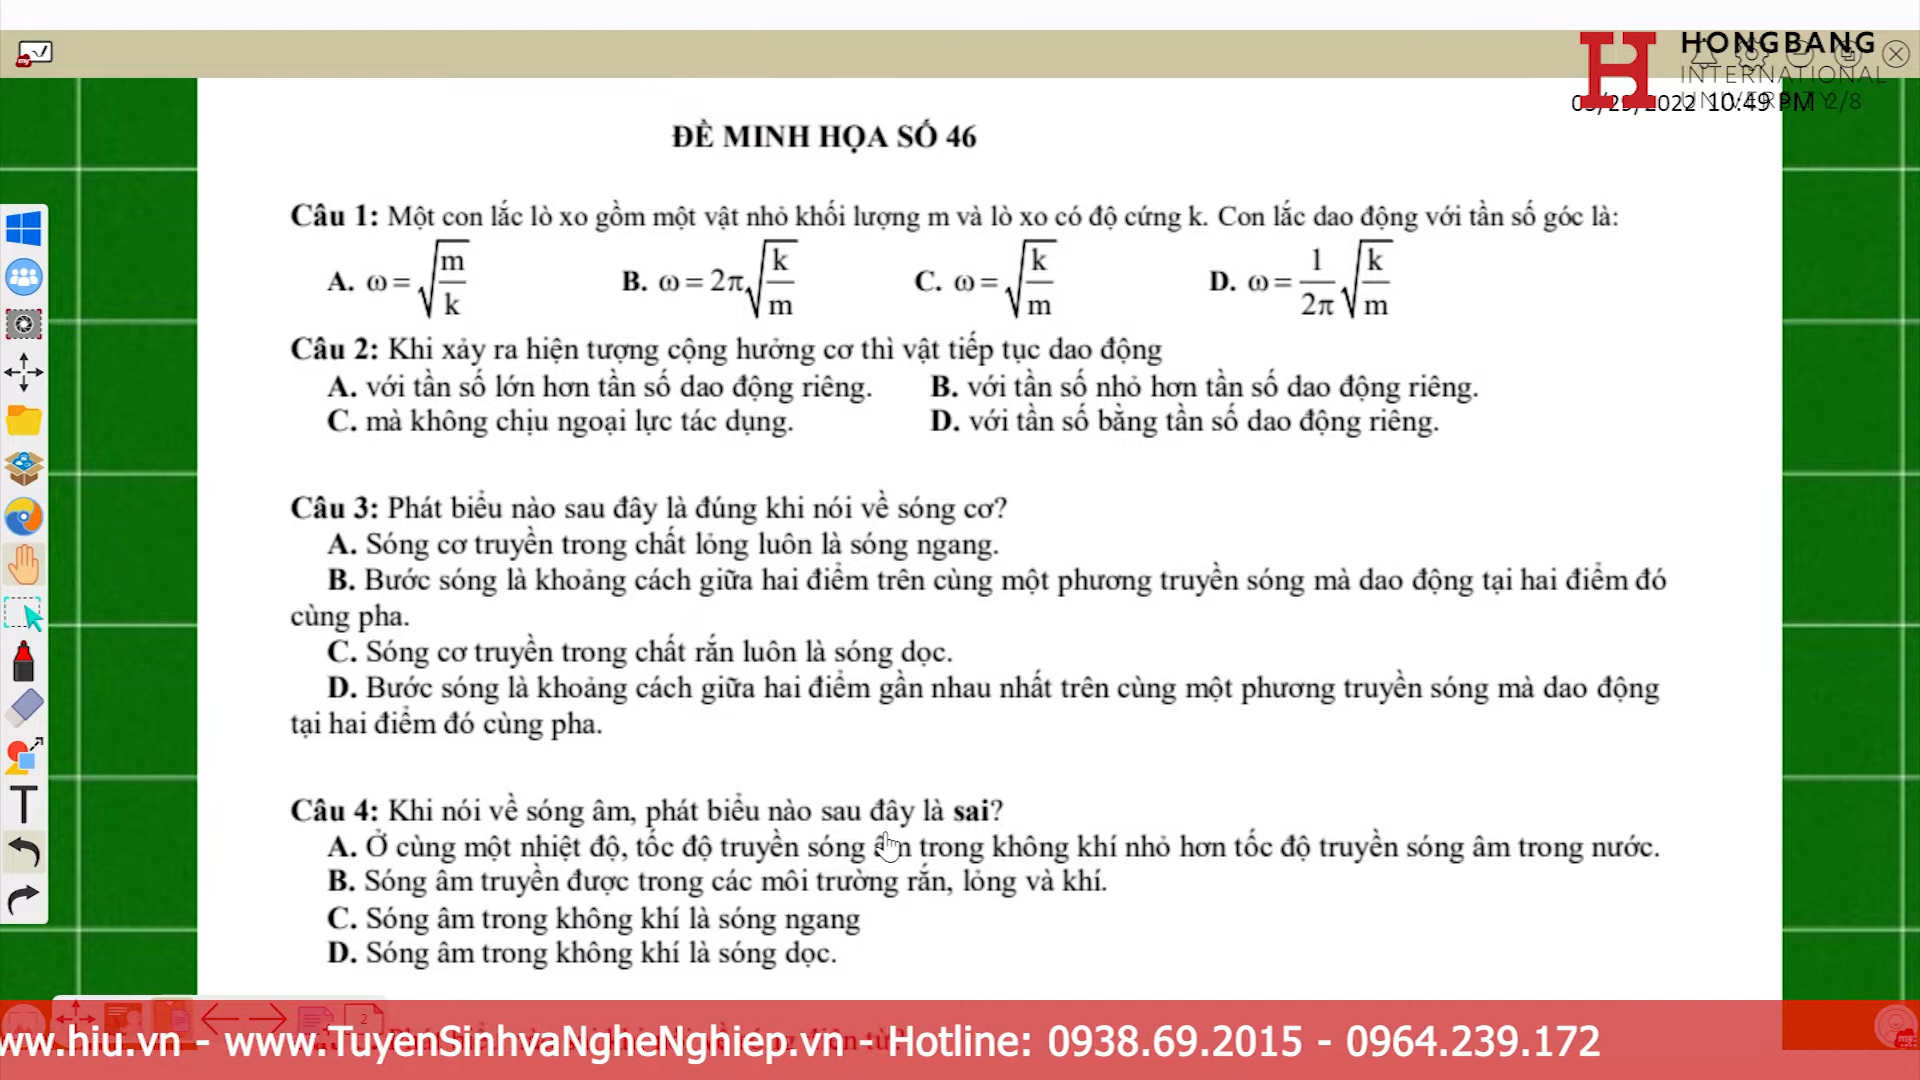 HONGBANG
INTERNATIONAL
UNIVERSITY
2022 10:49 PM 2/8
ĐỀ MINH HỌA SỐ 46
Câu 1: Một con lắc lò xo gồm một vật nhỏ khối lượng m và lò xo có độ cứng k. Con lắc dao động với tần số góc là:
A. ω = √(m/k) B. ω = 2π√(k/m) C. ω = √(k/m) D. ω = 1/(2π) √(k/m)
Câu 2: Khi xảy ra hiện tượng cộng hưởng cơ thì vật tiếp tục dao động
A. với tần số lớn hơn tần số dao động riêng. B. với tần số nhỏ hơn tần số dao động riêng.
C. mà không chịu ngoại lực tác dụng. D. với tần số bằng tần số dao động riêng.
Câu 3: Phát biểu nào sau đây là đúng khi nói về sóng cơ?
A. Sóng cơ truyền trong chất lỏng luôn là sóng ngang.
B. Bước sóng là khoảng cách giữa hai điểm trên cùng một phương truyền sóng mà dao động tại hai điểm đó
cùng pha.
C. Sóng cơ truyền trong chất rắn luôn là sóng dọc.
D. Bước sóng là khoảng cách giữa hai điểm gần nhau nhất trên cùng một phương truyền sóng mà dao động
tại hai điểm đó cùng pha.
Câu 4: Khi nói về sóng âm, phát biểu nào sau đây là sai?
A. Ở cùng một nhiệt độ, tốc độ truyền sóng âm trong không khí nhỏ hơn tốc độ truyền sóng âm trong nước.
B. Sóng âm truyền được trong các môi trường rắn, lỏng và khí.
C. Sóng âm trong không khí là sóng ngang
D. Sóng âm trong không khí là sóng dọc.
ww.hiu.vn - www.TuyenSinhvaNgheNghiep.vn - Hotline: 0938.69.2015 - 0964.239.172